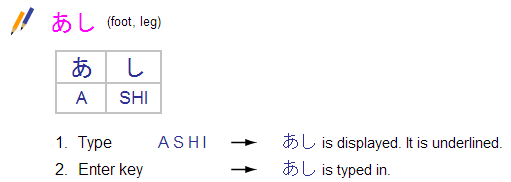 あし (foot, leg)
あ し
A SHI
1. Type A S H I → あし is displayed. It is underlined.
2. Enter key → あし is typed in.